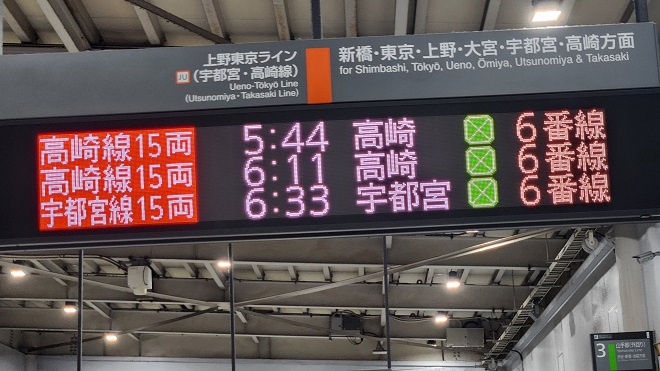 上野東京ライン
JU (宇都宮・高崎線)
Ueno-Tōkyō Line
(Utsunomiya・Takasaki Line)
新橋・東京・上野・大宮・宇都宮・高崎方面
for Shimbashi, Tōkyō, Ueno, Ōmiya, Utsunomiya & Takasaki
高崎線15両 5:44 高崎 6番線
高崎線15両 6:11 高崎 6番線
宇都宮線15両 6:33 宇都宮 6番線
3 山手線